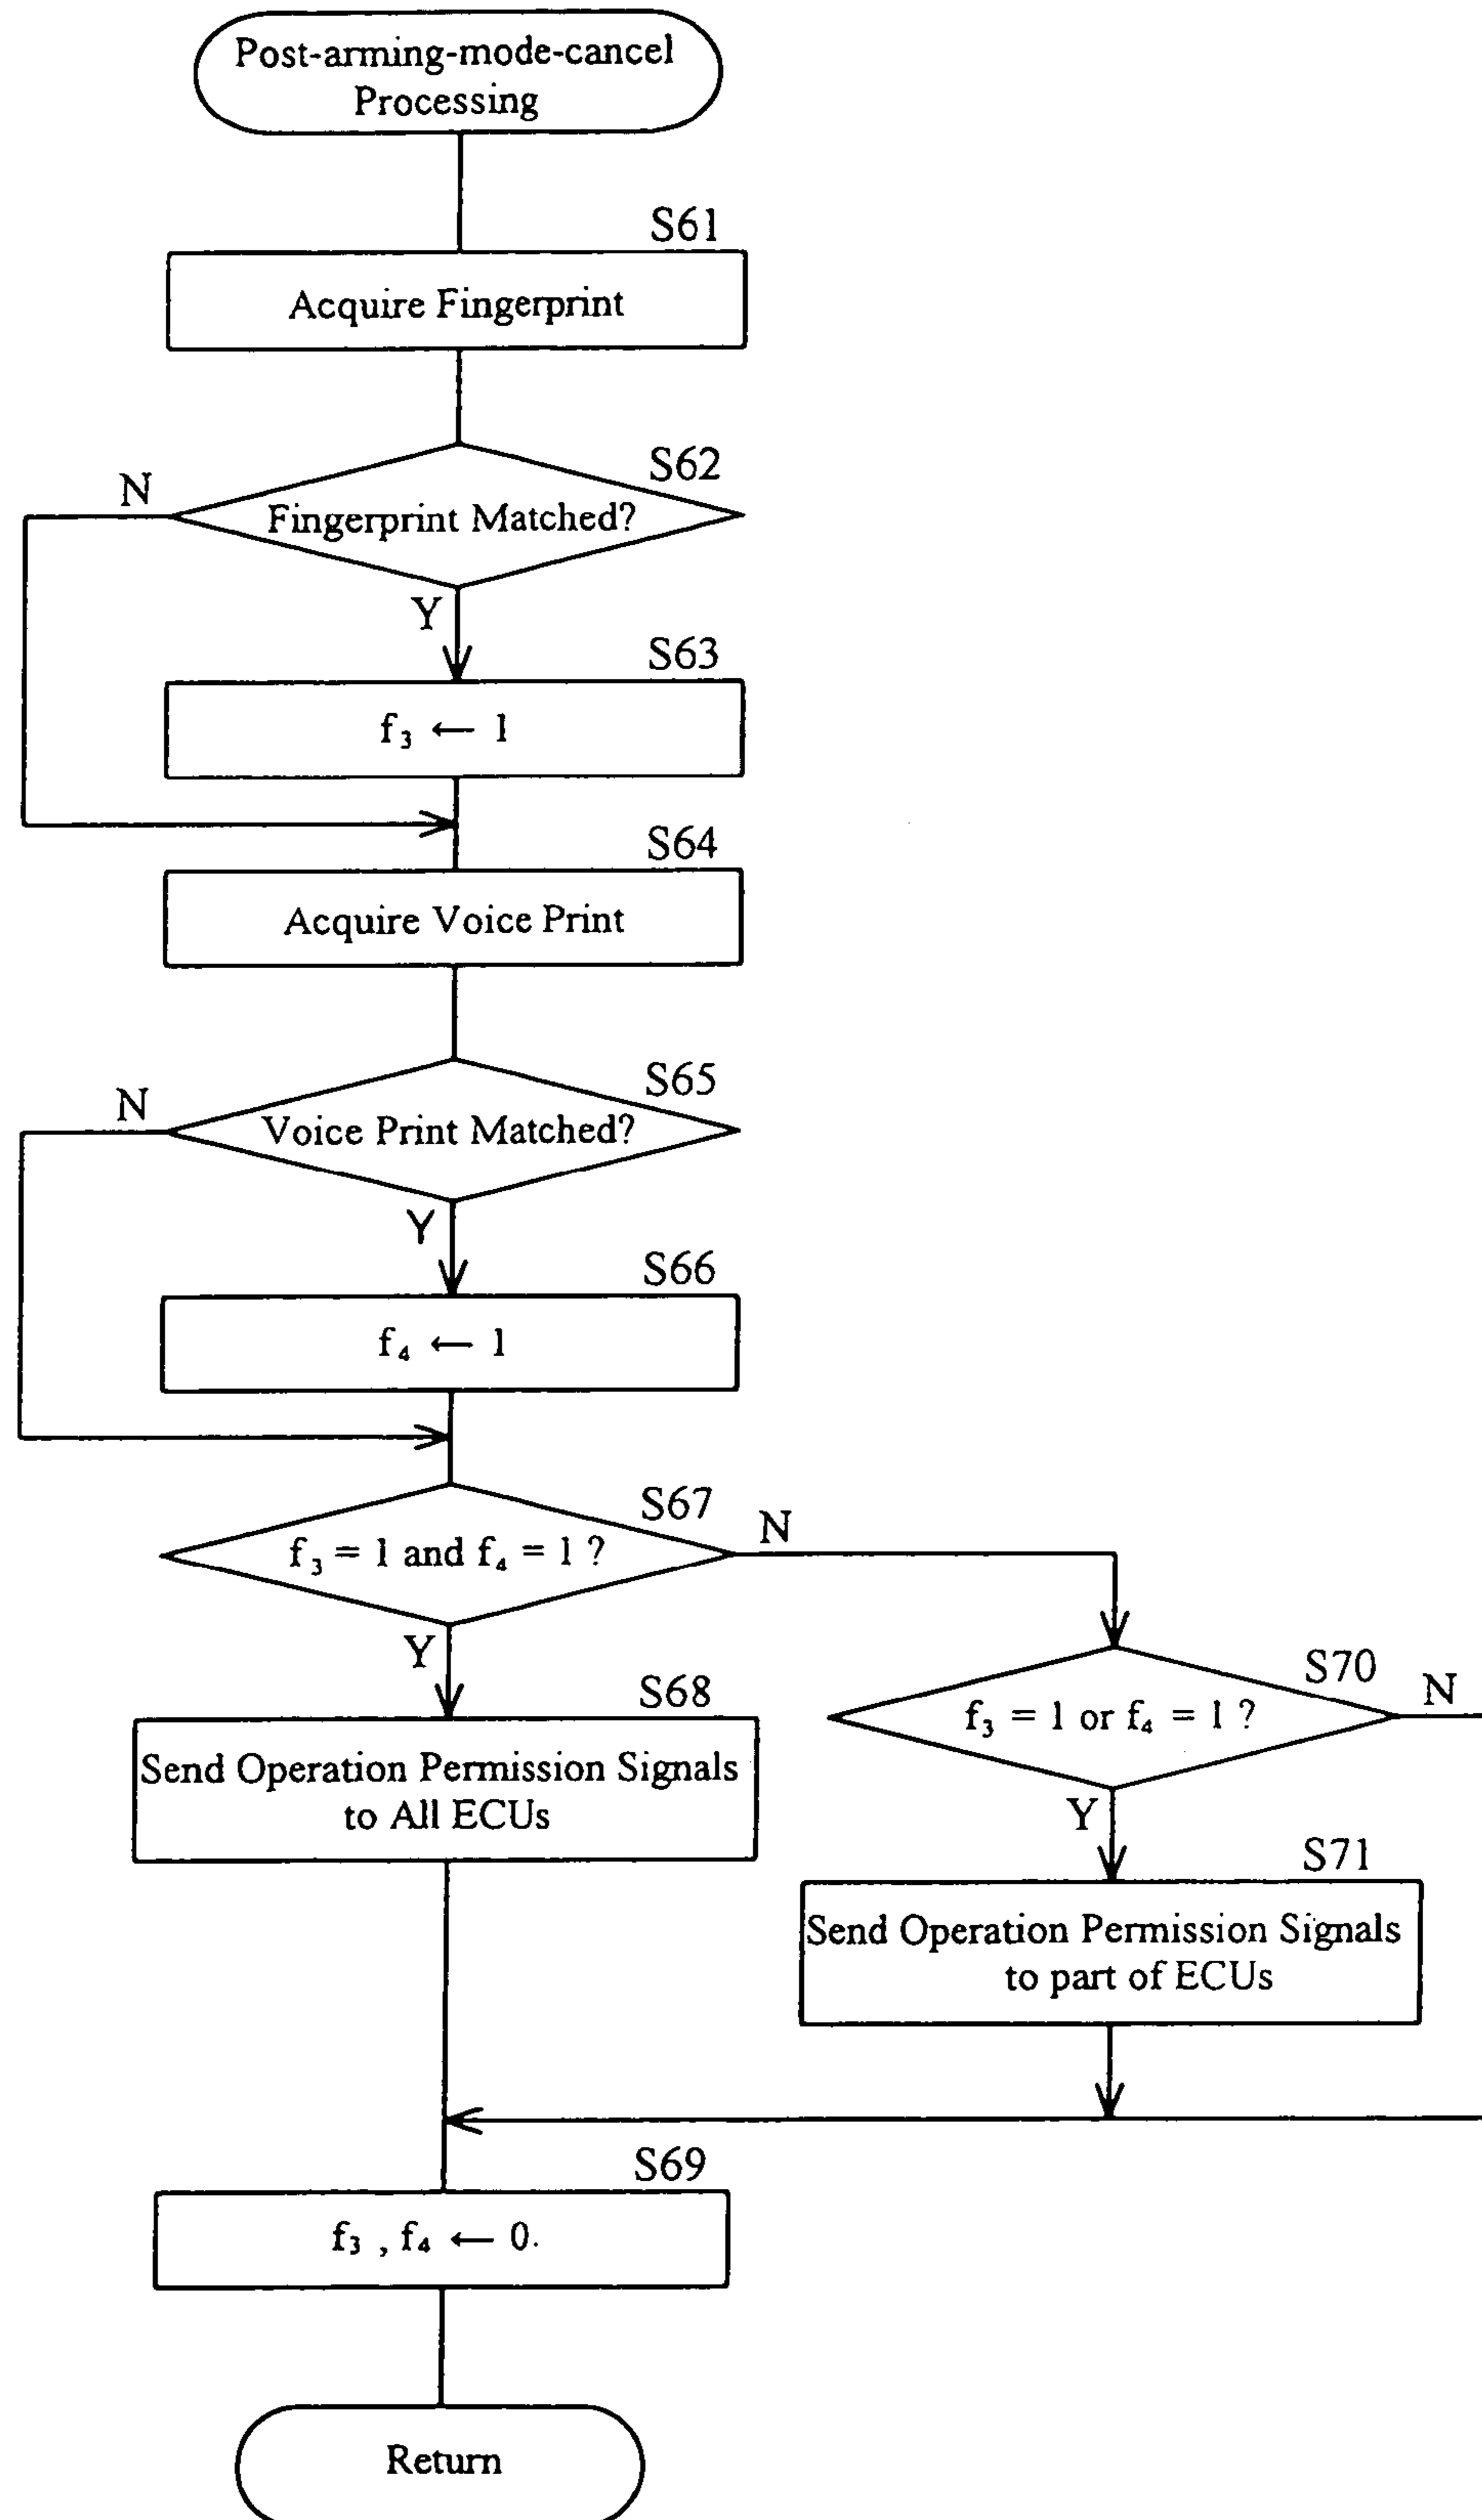 Post-arming-mode-cancel
Processing
S61
Acquire Fingerprint
S62
N
Fingerprint Matched?
Y
S63
f₃ ← 1
S64
Acquire Voice Print
S65
N
Voice Print Matched?
Y
S66
f₄ ← 1
S67
N
f₃ = 1 and f₄ = 1 ?
Y
S68
Send Operation Permission Signals
to All ECUs
S70
N
f₃ = 1 or f₄ = 1 ?
Y
S71
Send Operation Permission Signals
to part of ECUs
S69
f₃ , f₄ ← 0.
Return